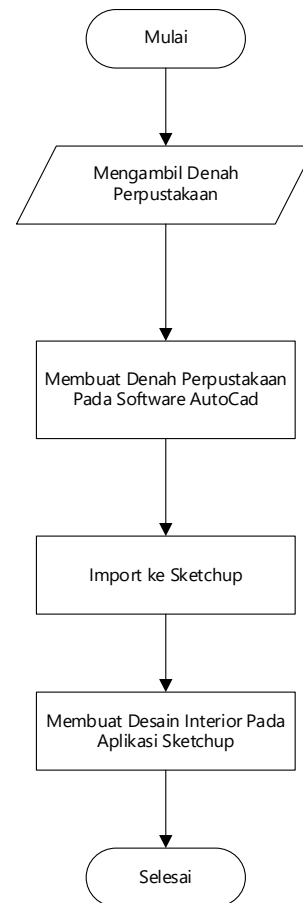 Mulai
Mengambil Denah
Perpustakaan
Membuat Denah Perpustakaan
Pada Software AutoCad
Import ke Sketchup
Membuat Desain Interior Pada
Aplikasi Sketchup
Selesai